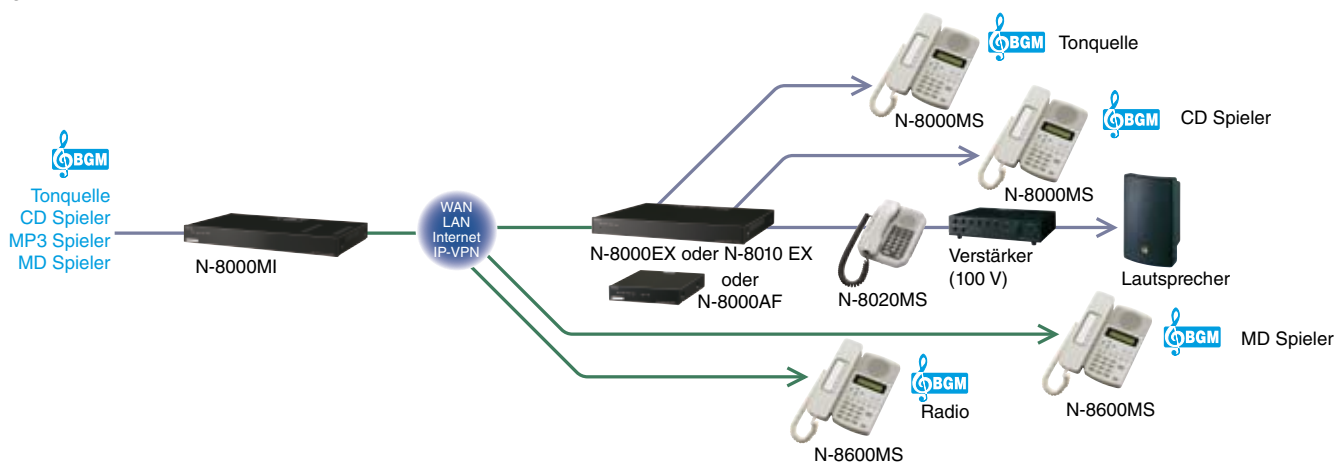 BGM
Tonquelle
CD Spieler
MP3 Spieler
MD Spieler
N-8000MI
WAN
LAN
Internet
IP-VPN
N-8000EX oder N-8010 EX
oder
N-8000AF
N-8000MS
BGM Tonquelle
N-8000MS
BGM CD Spieler
N-8020MS
Verstärker
(100 V)
Lautsprecher
N-8600MS
BGM MD Spieler
N-8600MS
BGM
Radio